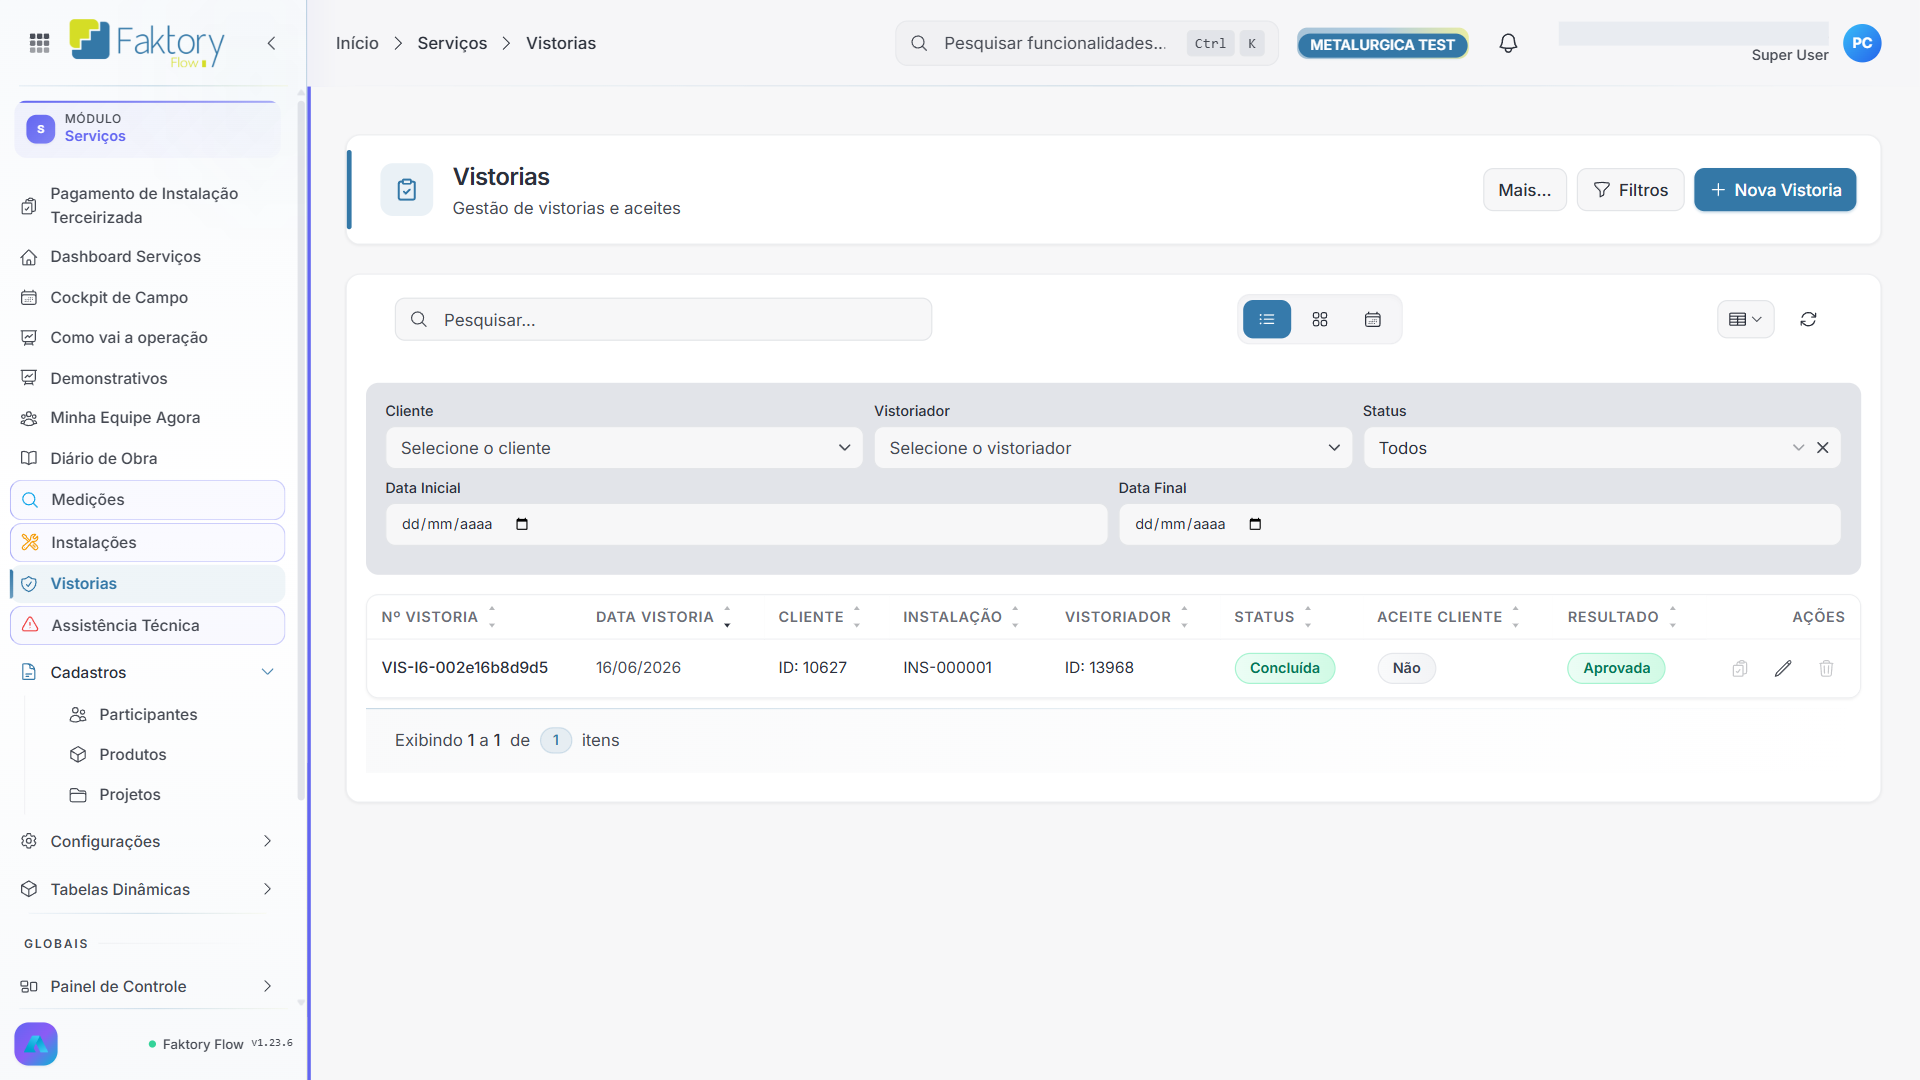 Faktory
Flow
Início
Serviços
Vistorias
Pesquisar funcionalidades...
Ctrl
K
METALURGICA TEST
Super User
PC
S
MÓDULO
Serviços
Pagamento de Instalação
Terceirizada
Dashboard Serviços
Cockpit de Campo
Como vai a operação
Demonstrativos
Minha Equipe Agora
Diário de Obra
Medições
Instalações
Vistorias
Assistência Técnica
Cadastros
Participantes
Produtos
Projetos
Configurações
Tabelas Dinâmicas
GLOBAIS
Painel de Controle
Faktory Flow v1.23.6
Vistorias
Gestão de vistorias e aceites
Mais...
Filtros
Nova Vistoria
Pesquisar...
Cliente
Vistoriador
Status
Selecione o cliente
Selecione o vistoriador
Todos
Data Inicial
Data Final
dd/mm/aaaa
dd/mm/aaaa
Nº VISTORIA DATA VISTORIA CLIENTE INSTALAÇÃO VISTORIADOR STATUS ACEITE CLIENTE RESULTADO AÇÕES
VIS-I6-002e16b8d9d5 16/06/2026 ID: 10627 INS-000001 ID: 13968 Concluída Não Aprovada
Exibindo 1 a 1 de 1 itens